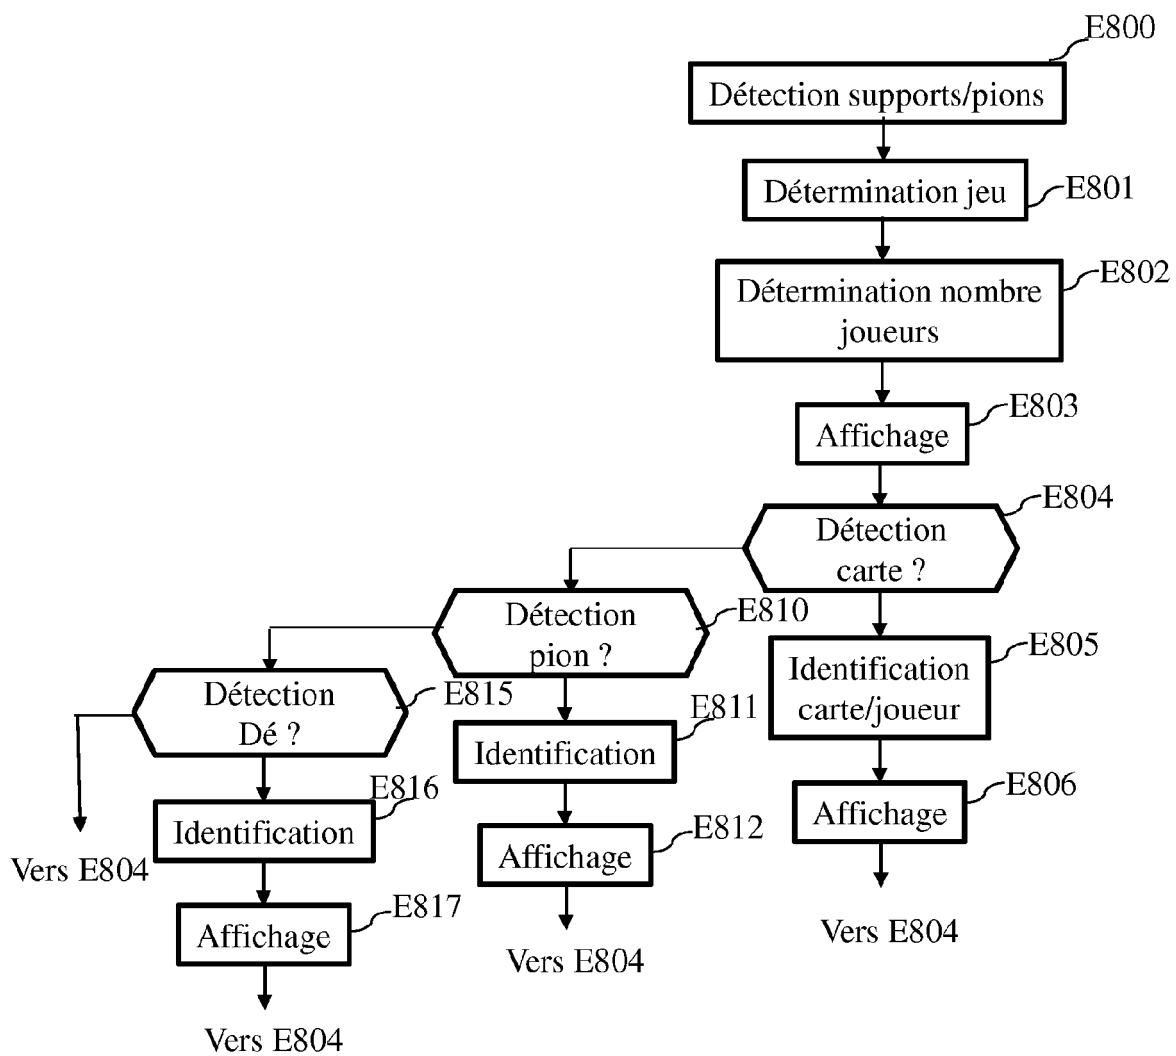 E800
Détection supports/pions
Détermination jeu
E801
E802
Détermination nombre
joueurs
E803
Affichage
E804
Détection
carte ?
E810
Détection
pion ?
E805
Identification
carte/joueur
E815
Détection
Dé ?
E811
Identification
E816
Identification
E806
Affichage
E812
Affichage
Vers E804
E817
Affichage
Vers E804
Vers E804
Vers E804